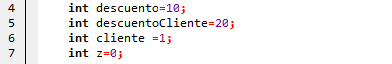 4 int descuento=10;
5 int descuentoCliente=20;
6 int cliente =1;
7 int z=0;